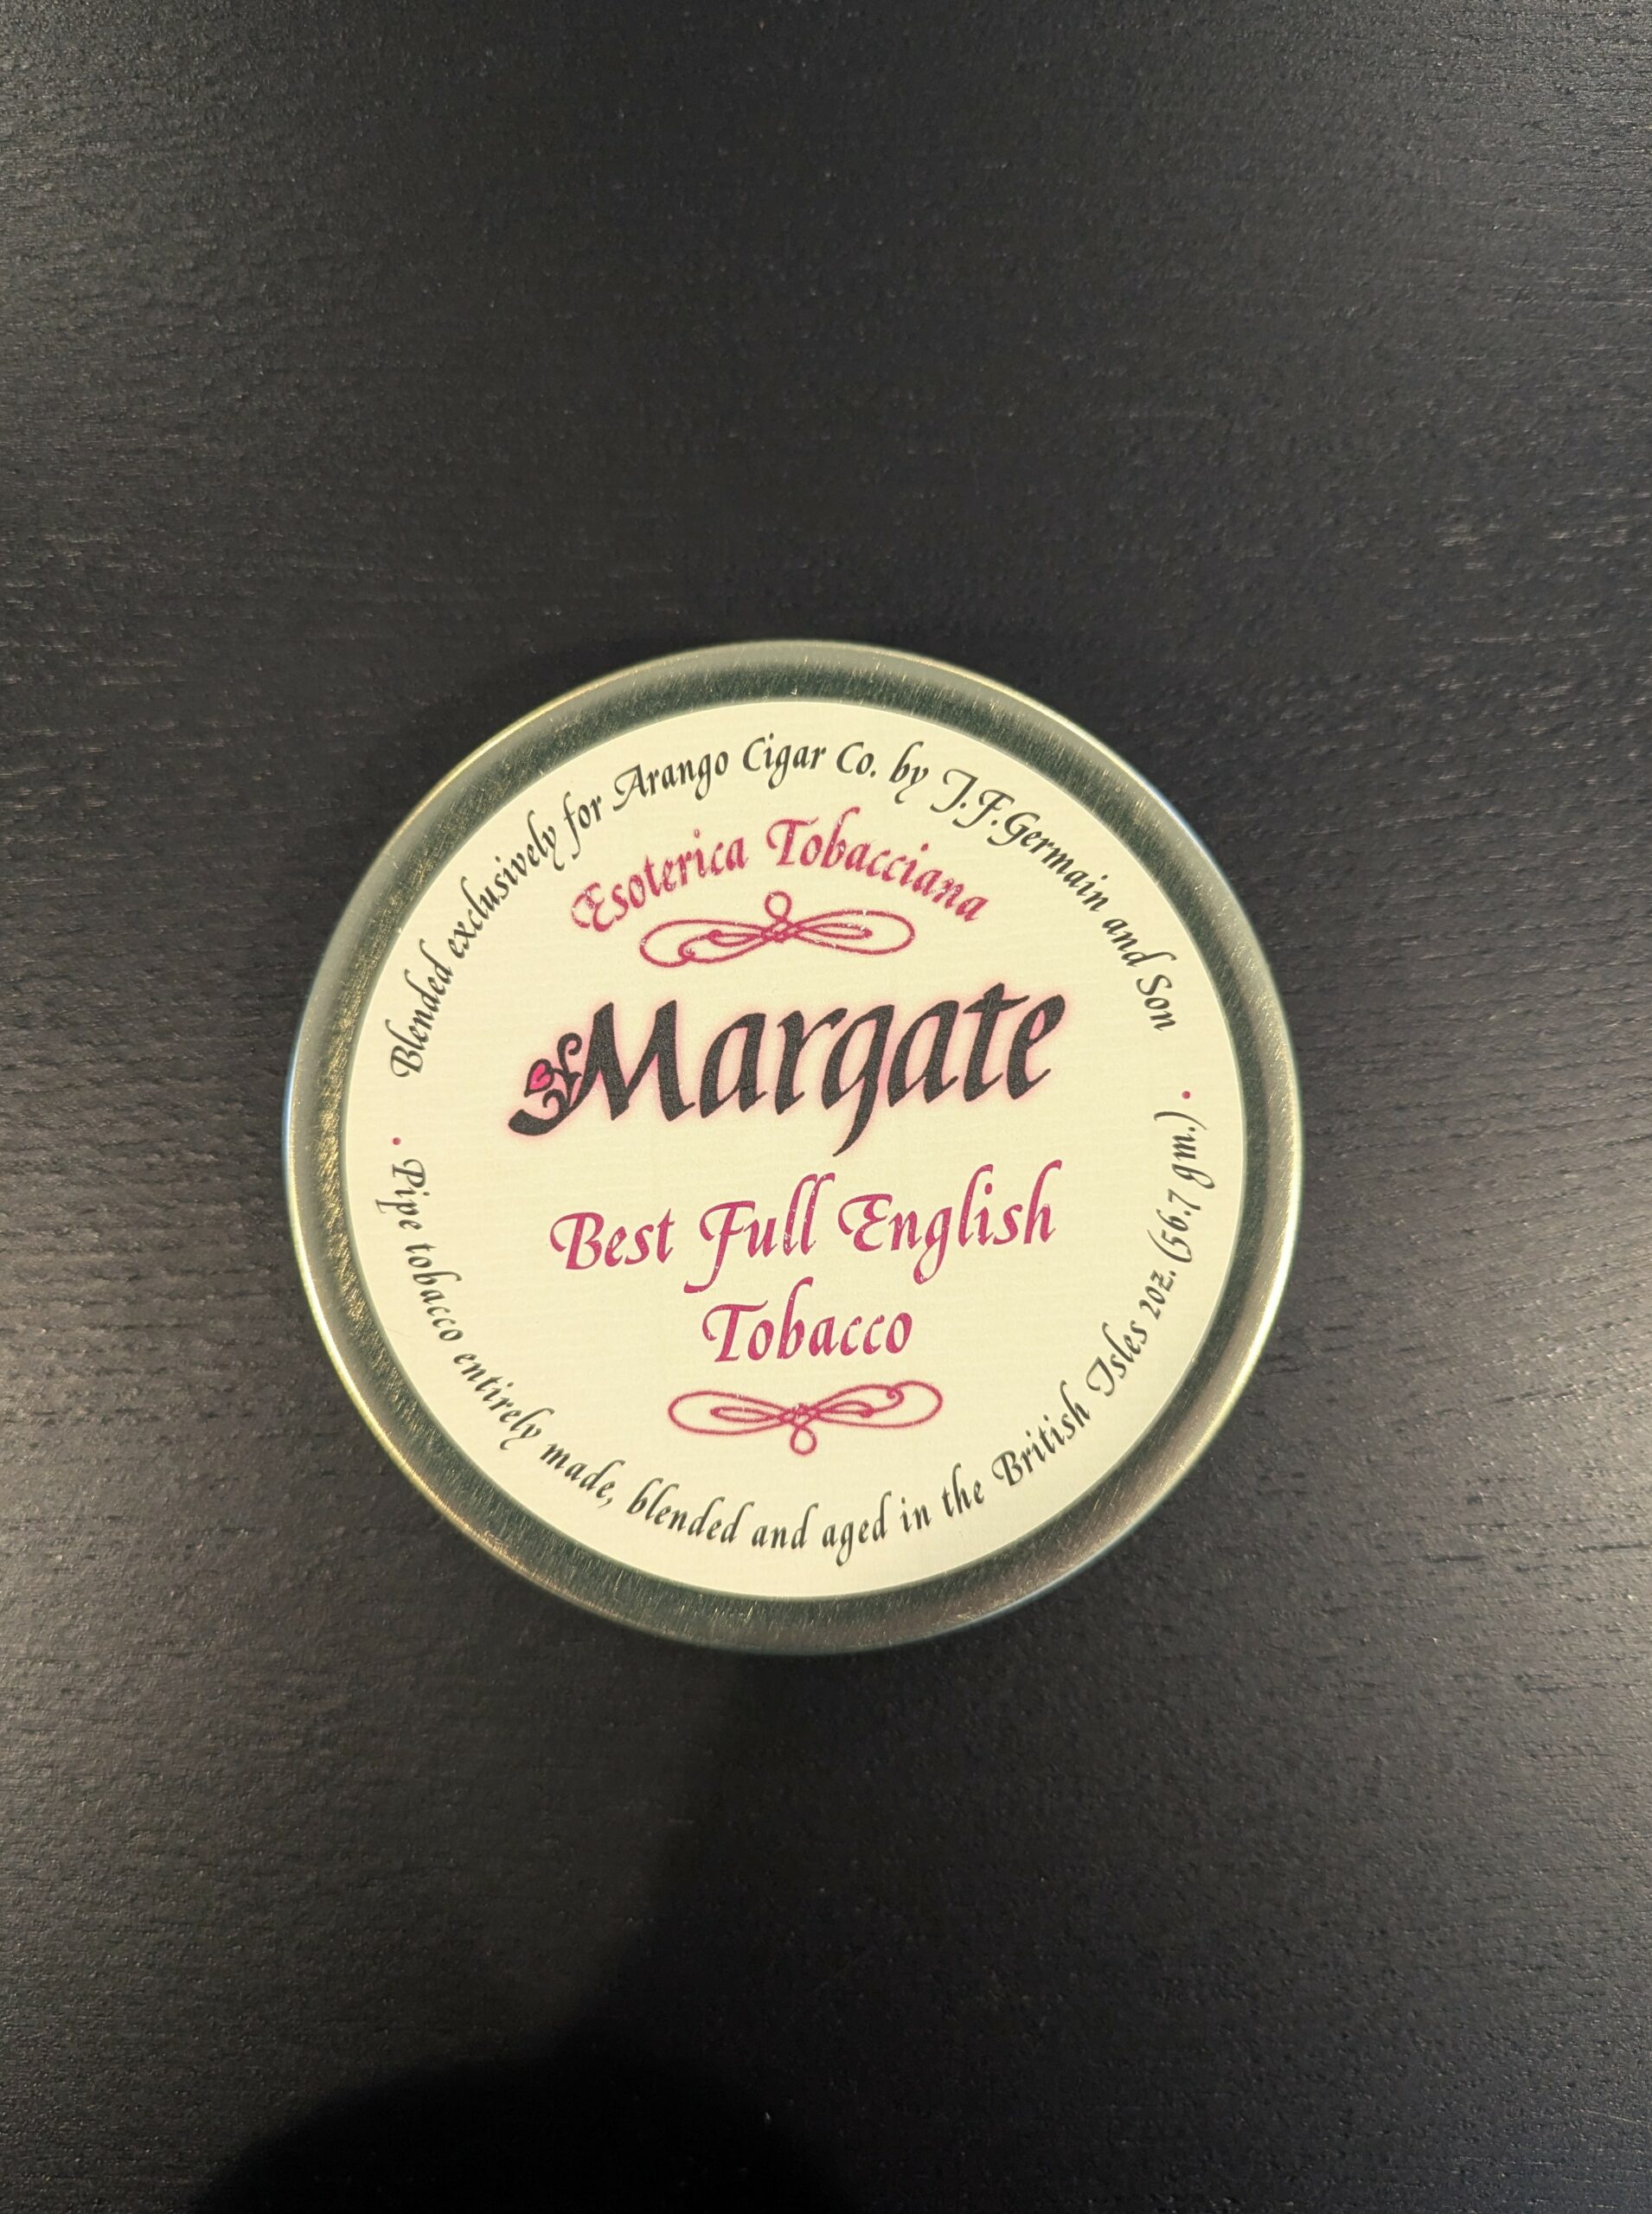 Blended exclusively for Arango Cigar Co. by J.F.Germain and Son
Esoterica Tobacciana
Margate
Best Full English
Tobacco
• Pipe tobacco entirely made, blended and aged in the British Isles 2oz. (56.7 gm.) •